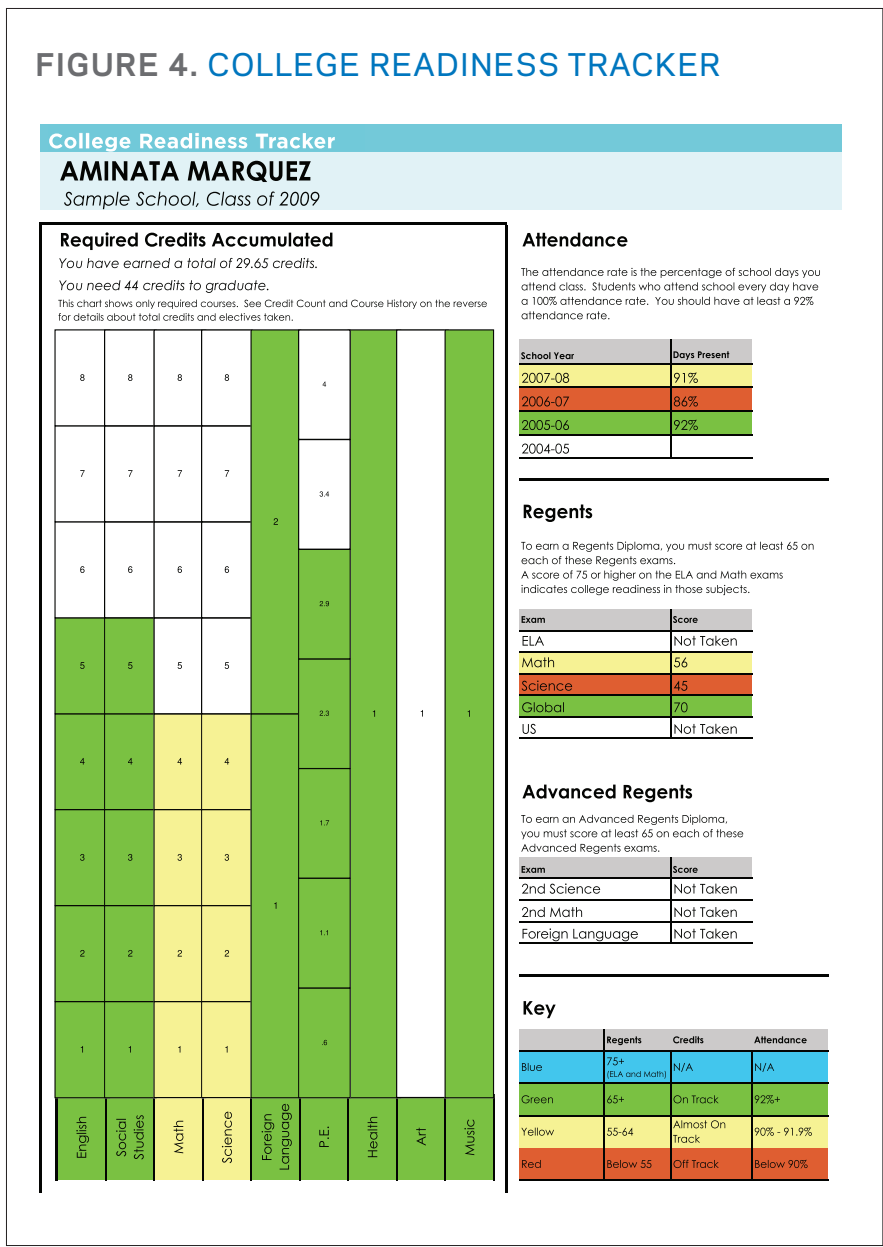 FIGURE 4. COLLEGE READINESS TRACKER
College Readiness Tracker
AMINATA MARQUEZ
Sample School, Class of 2009
Required Credits Accumulated
You have earned a total of 29.65 credits.
You need 44 credits to graduate.
This chart shows only required courses. See Credit Count and Course History on the reverse
for details about total credits and electives taken.
8 8 8 8 4
7 7 7 7 3.4
2
6 6 6 6 2.9
5 5 5 5
2.3 1 1 1
4 4 4 4
1.7
3 3 3 3
1
1.1
2 2 2 2
.6
1 1 1 1
English
Social
Studies
Math
Science
Foreign
Language
P.E.
Health
Art
Music
Attendance
The attendance rate is the percentage of school days you
attend class. Students who attend school every day have
a 100% attendance rate. You should have at least a 92%
attendance rate.
School Year Days Present
2007-08 91%
2006-07 86%
2005-06 92%
2004-05
Regents
To earn a Regents Diploma, you must score at least 65 on
each of these Regents exams.
A score of 75 or higher on the ELA and Math exams
indicates college readiness in those subjects.
Exam Score
ELA Not Taken
Math 56
Science 45
Global 70
US Not Taken
Advanced Regents
To earn an Advanced Regents Diploma,
you must score at least 65 on each of these
Advanced Regents exams.
Exam Score
2nd Science Not Taken
2nd Math Not Taken
Foreign Language Not Taken
Key
Regents Credits Attendance
Blue 75+ (ELA and Math) N/A N/A
Green 65+ On Track 92%+
Yellow 55-64 Almost On Track 90% - 91.9%
Red Below 55 Off Track Below 90%